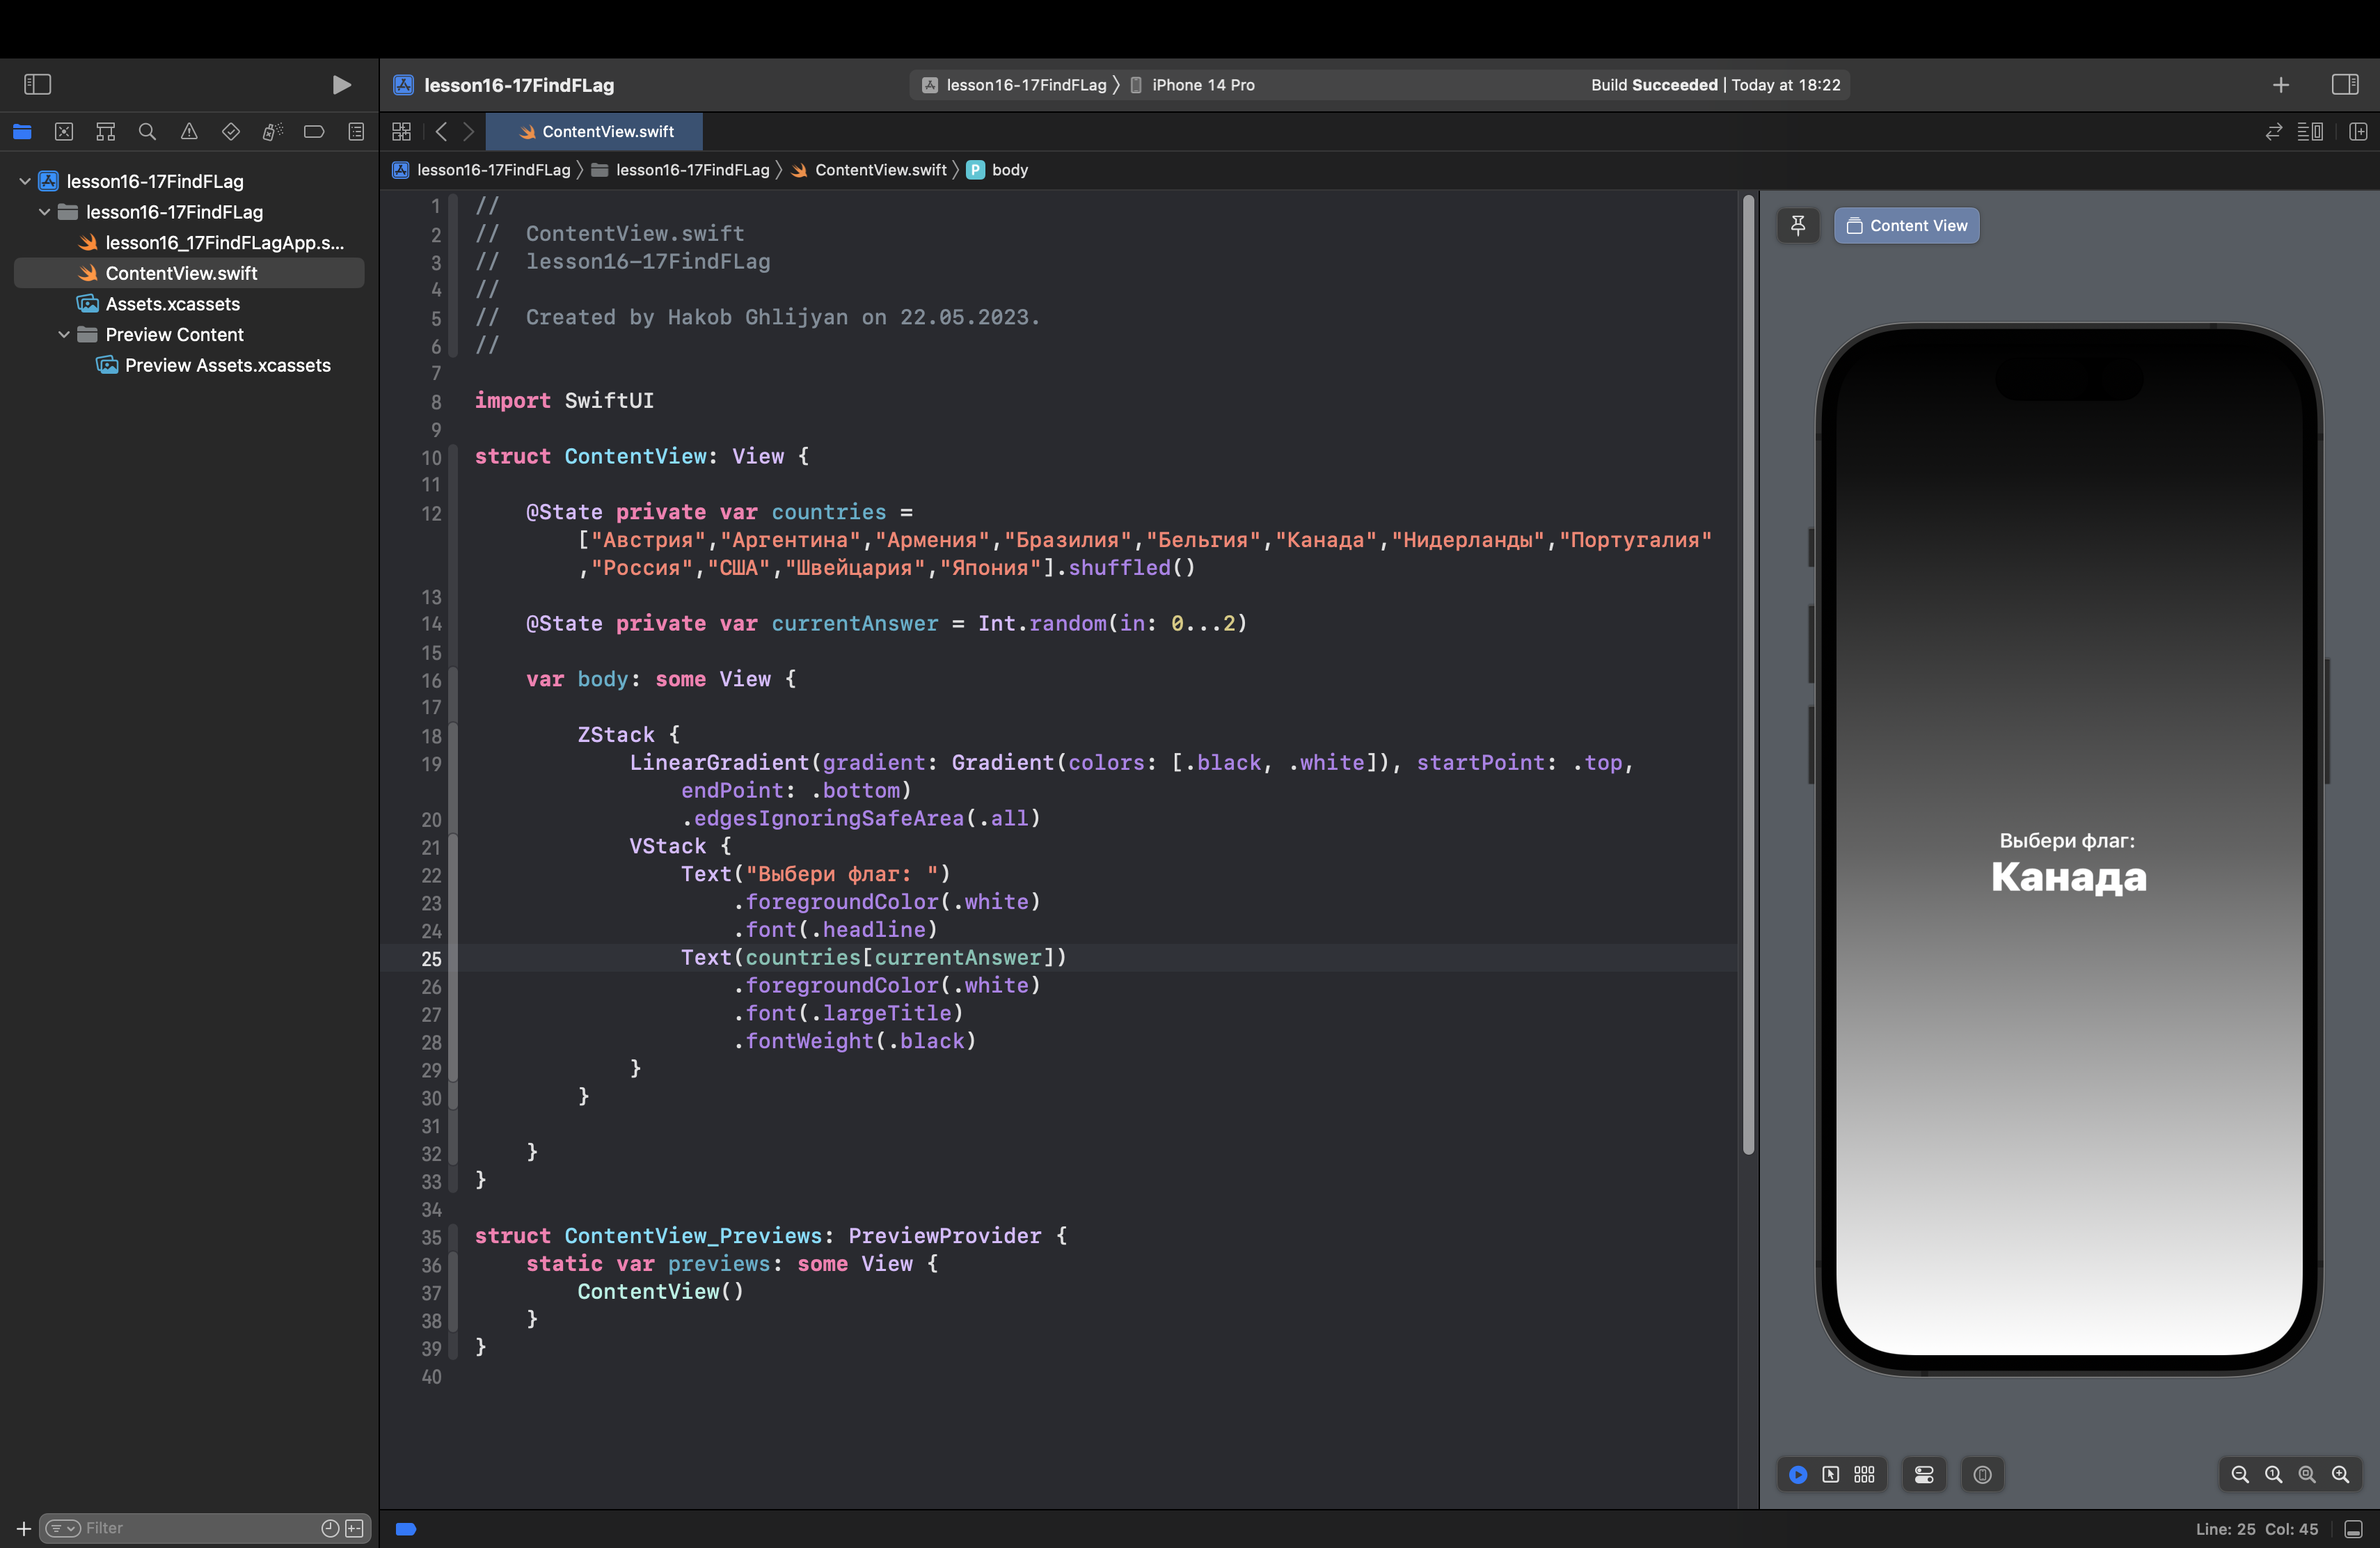 lesson16-17FindFLag
lesson16-17FindFLag
iPhone 14 Pro
Build Succeeded | Today at 18:22
ContentView.swift
lesson16-17FindFLag
lesson16-17FindFLag
ContentView.swift
P body
lesson16-17FindFLag
lesson16-17FindFLag
lesson16_17FindFLagApp.s...
ContentView.swift
Assets.xcassets
Preview Content
Preview Assets.xcassets
Filter
1 //
2 //  ContentView.swift
3 //  lesson16-17FindFLag
4 //
5 //  Created by Hakob Ghlijyan on 22.05.2023.
6 //
7
8 import SwiftUI
9
10 struct ContentView: View {
11
12     @State private var countries =
["Австрия","Аргентина","Армения","Бразилия","Бельгия","Канада","Нидерланды","Португалия"
,"Россия","США","Швейцария","Япония"].shuffled()
13
14     @State private var currentAnswer = Int.random(in: 0...2)
15
16     var body: some View {
17
18         ZStack {
19             LinearGradient(gradient: Gradient(colors: [.black, .white]), startPoint: .top,
endPoint: .bottom)
20                 .edgesIgnoringSafeArea(.all)
21             VStack {
22                 Text("Выбери флаг: ")
23                     .foregroundColor(.white)
24                     .font(.headline)
25                 Text(countries[currentAnswer])
26                     .foregroundColor(.white)
27                     .font(.largeTitle)
28                     .fontWeight(.black)
29             }
30         }
31
32     }
33 }
34
35 struct ContentView_Previews: PreviewProvider {
36     static var previews: some View {
37         ContentView()
38     }
39 }
40
Content View
Выбери флаг:
Канада
Line: 25 Col: 45